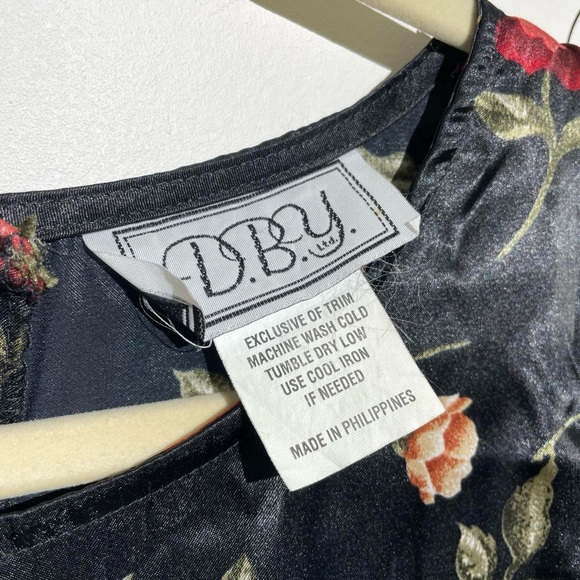 D.B.Y. Ltd.
EXCLUSIVE OF TRIM
MACHINE WASH COLD
TUMBLE DRY LOW
USE COOL IRON
IF NEEDED
MADE IN PHILIPPINES